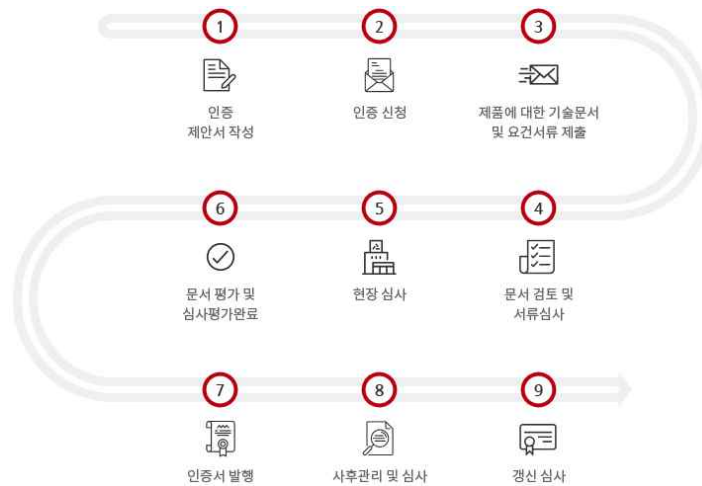 1
인증
제안서 작성
2
인증 신청
3
제품에 대한 기술문서
및 요건서류 제출
4
문서 검토 및
서류심사
5
현장 심사
6
문서 평가 및
심사평가완료
7
인증서 발행
8
사후관리 및 심사
9
갱신 심사